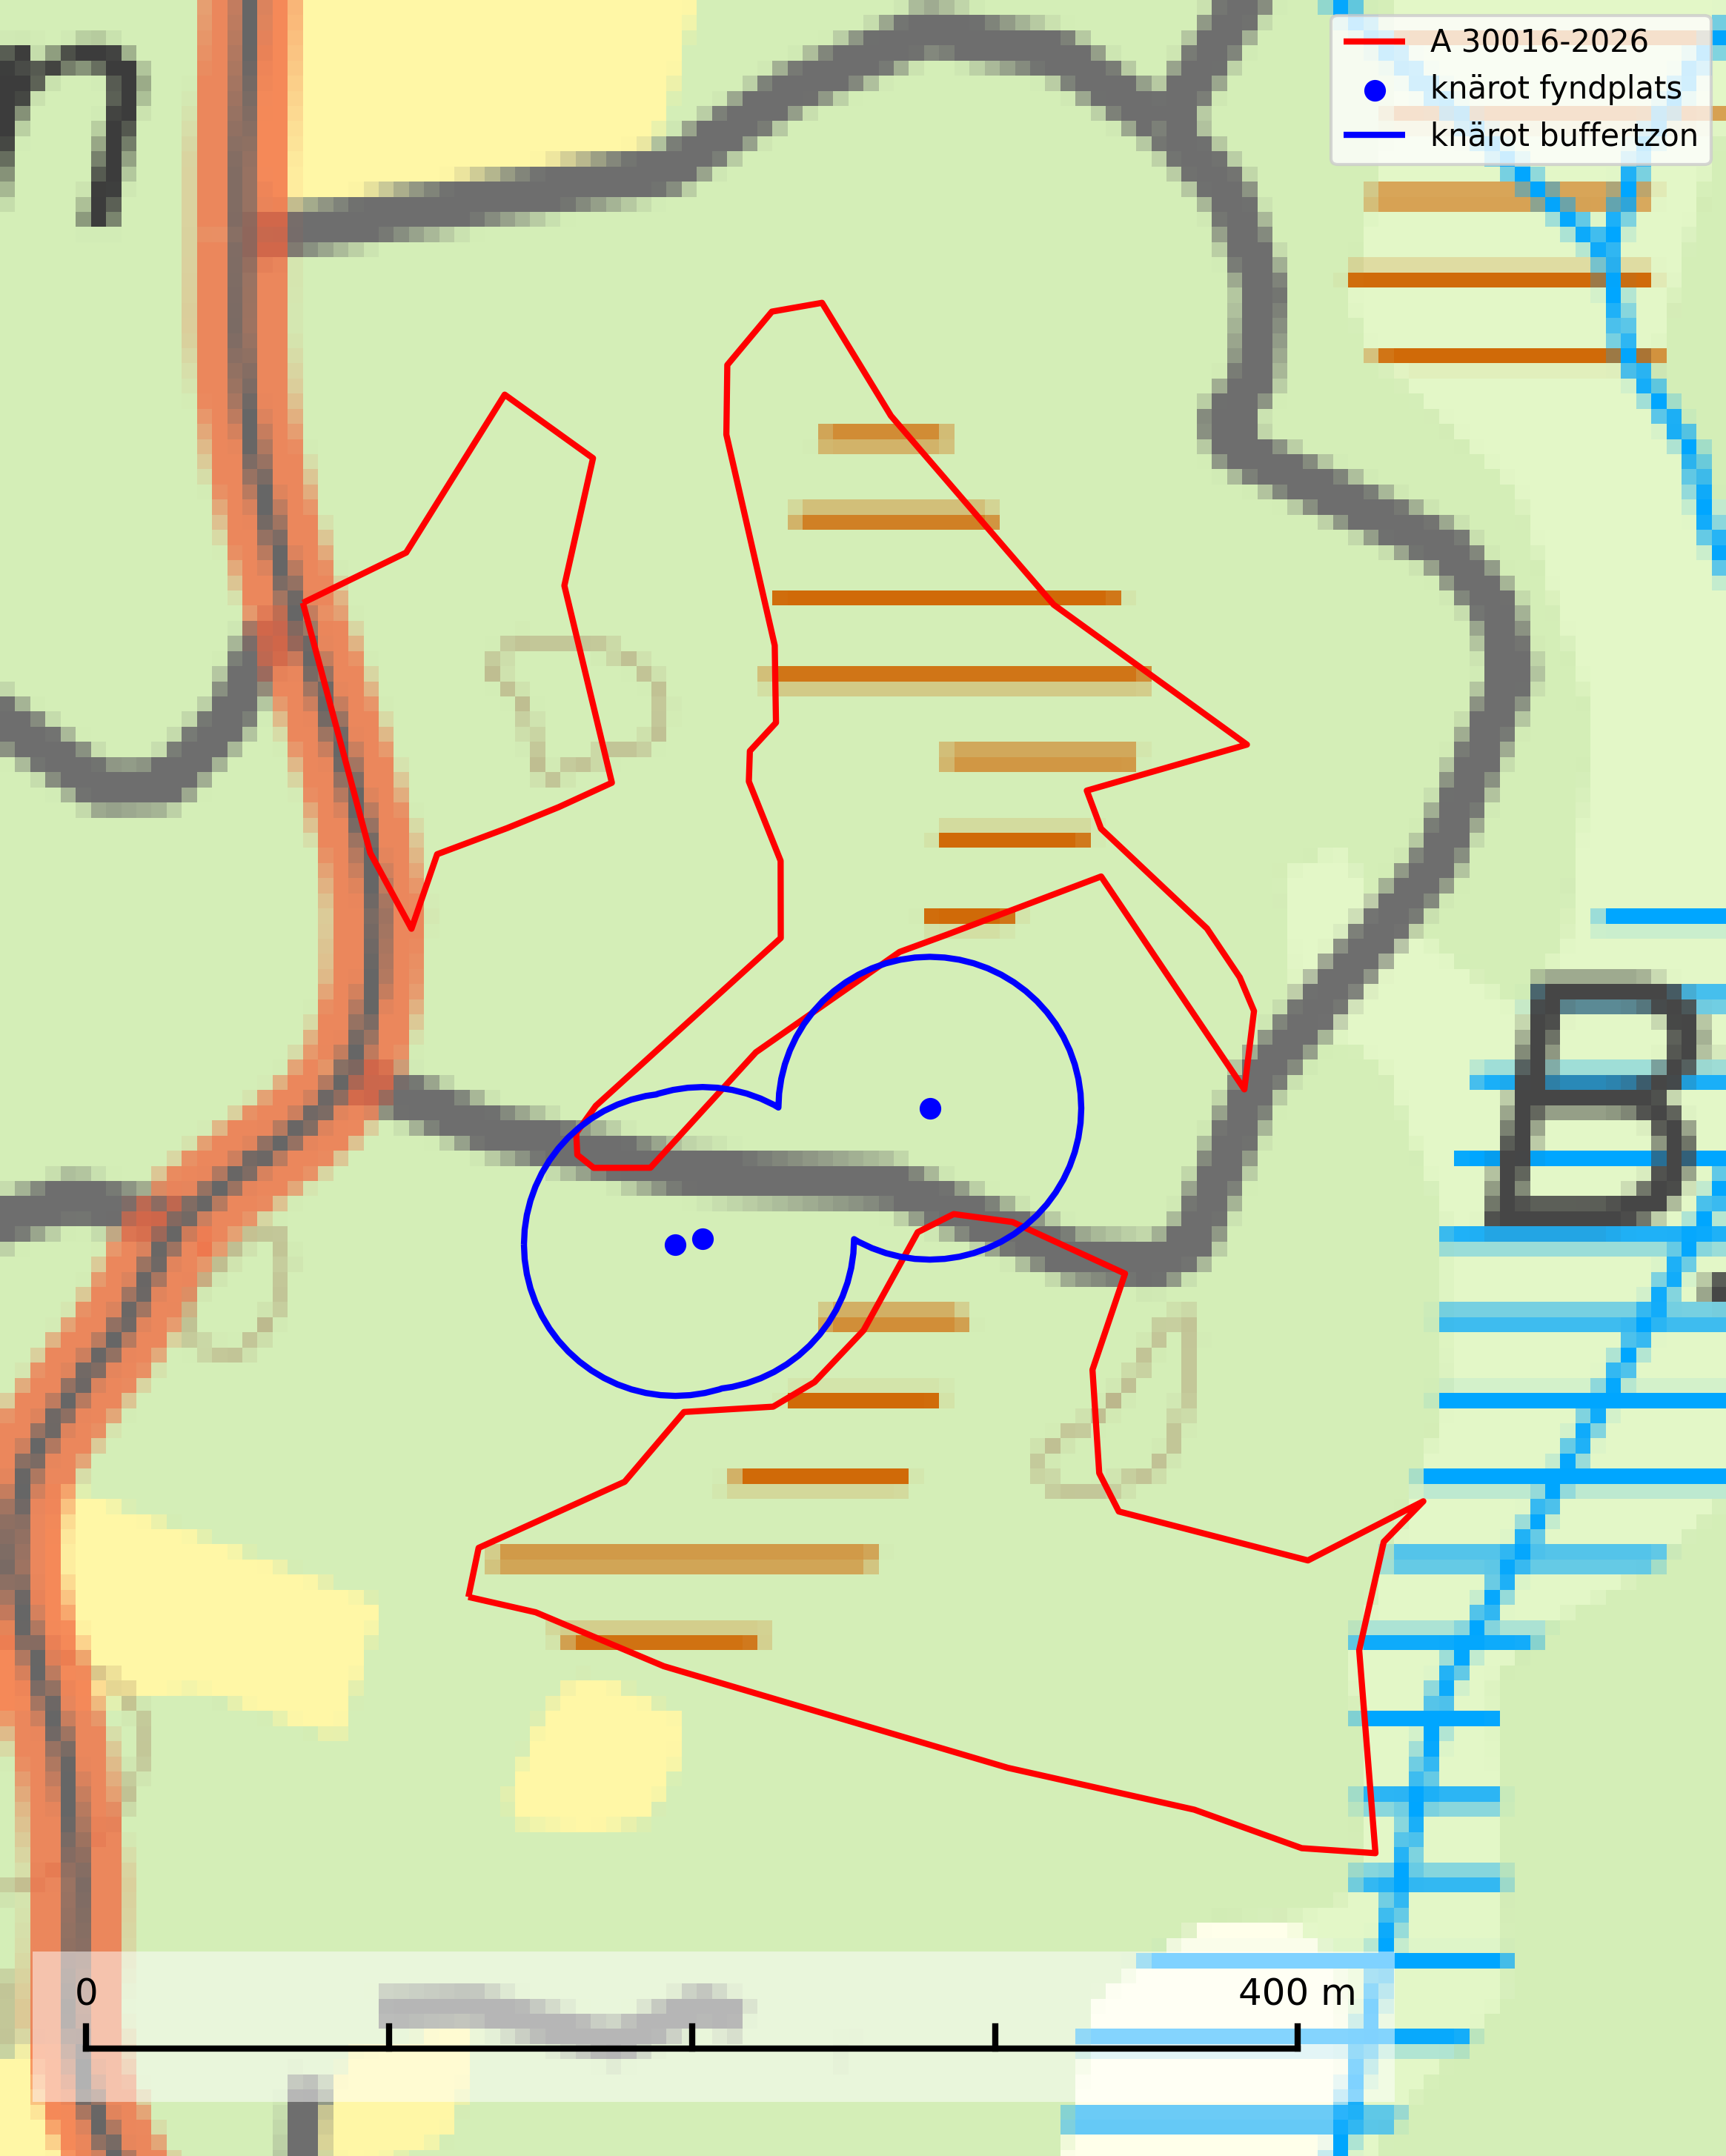 A 30016-2026
knärot fyndplats
knärot buffertzon
n
B
0
400 m